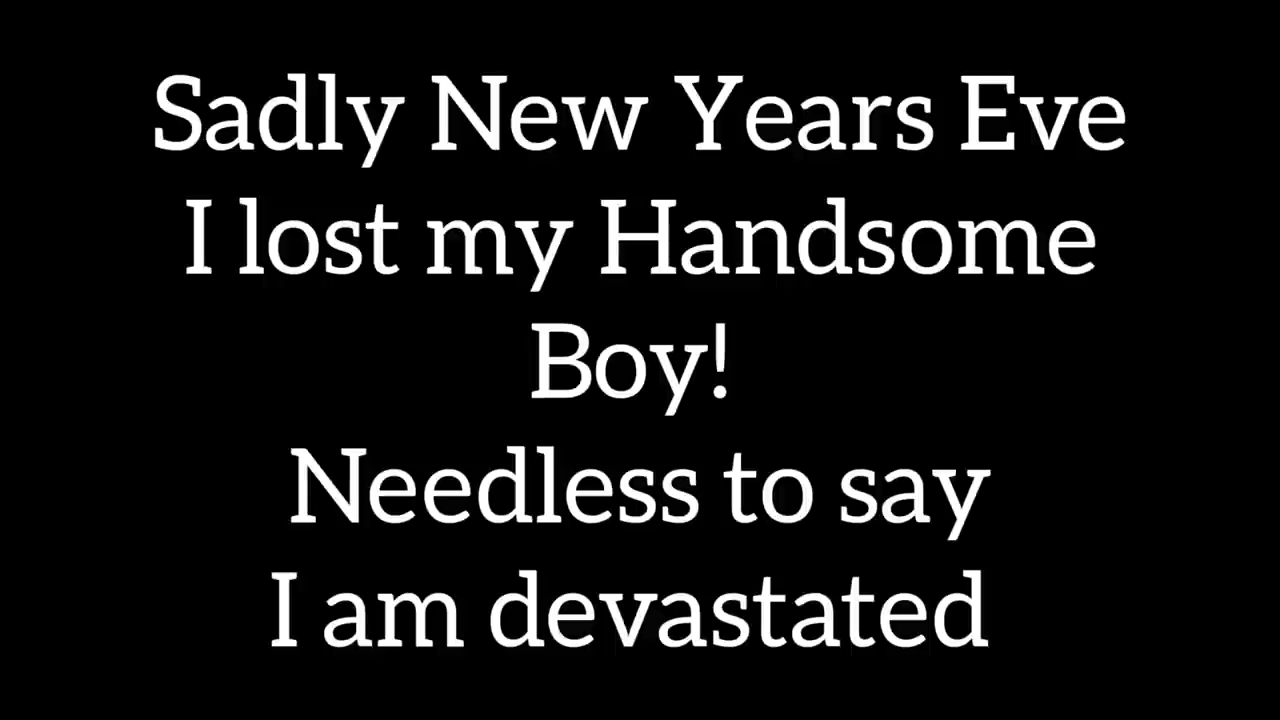 Sadly New Years Eve
I lost my Handsome
Boy!
Needless to say
I am devastated